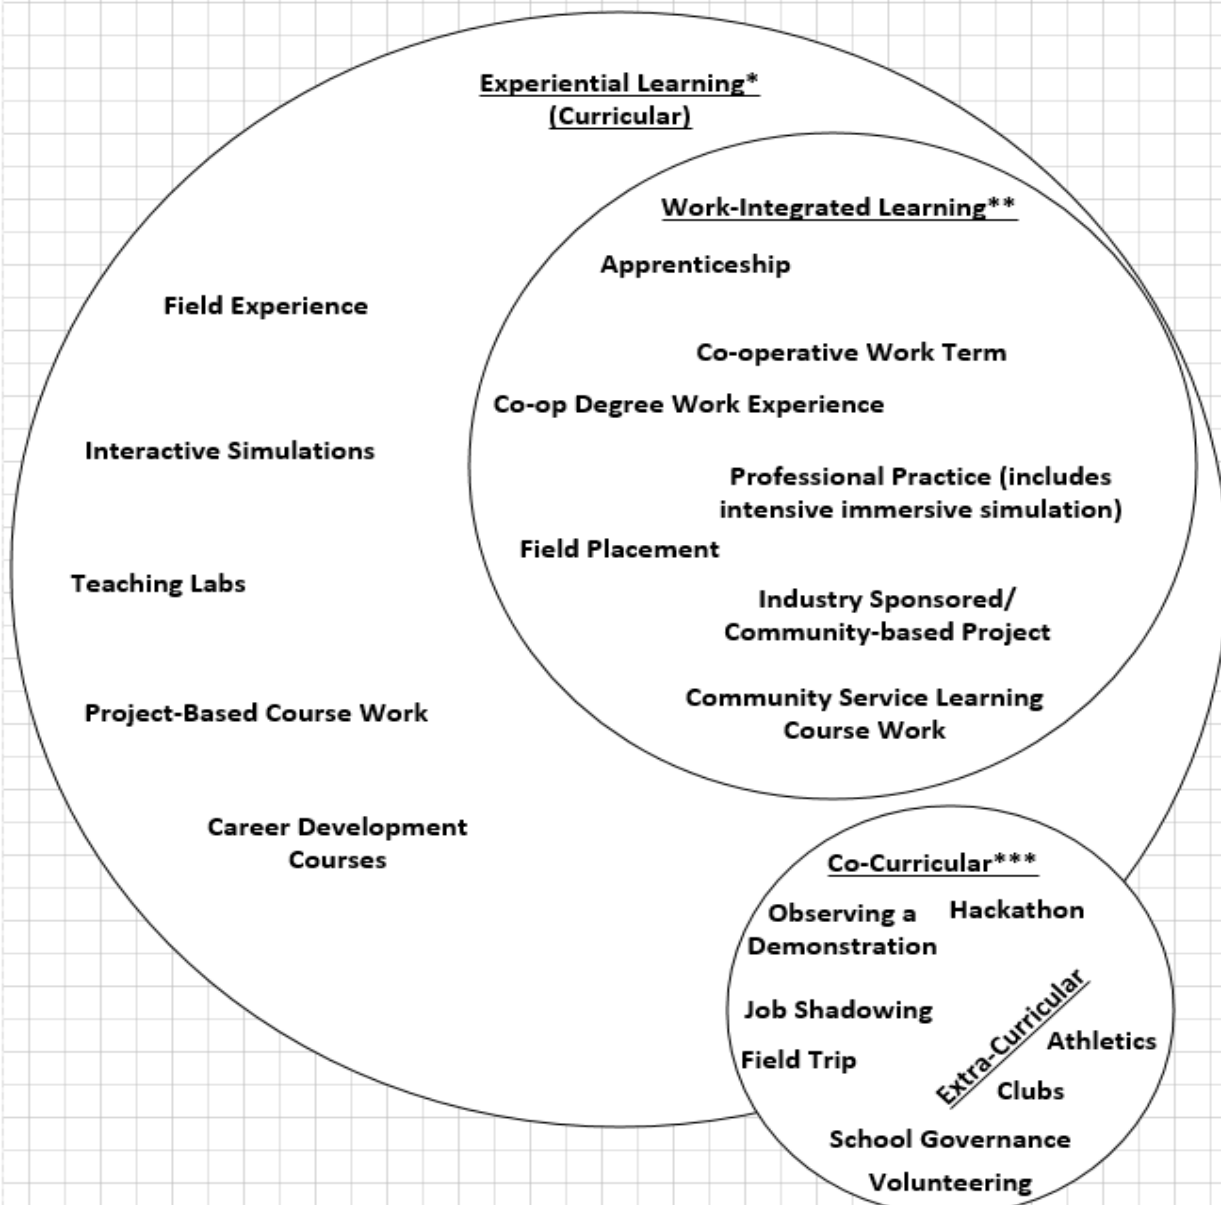 Experiential Learning*
(Curricular)
Work-Integrated Learning**
Apprenticeship
Field Experience
Co-operative Work Term
Co-op Degree Work Experience
Interactive Simulations
Professional Practice (includes
intensive immersive simulation)
Field Placement
Teaching Labs
Industry Sponsored/
Community-based Project
Community Service Learning
Course Work
Project-Based Course Work
Career Development
Courses
Co-Curricular***
Observing a
Demonstration
Hackathon
Job Shadowing
Field Trip
Extra-Curricular
Athletics
Clubs
School Governance
Volunteering